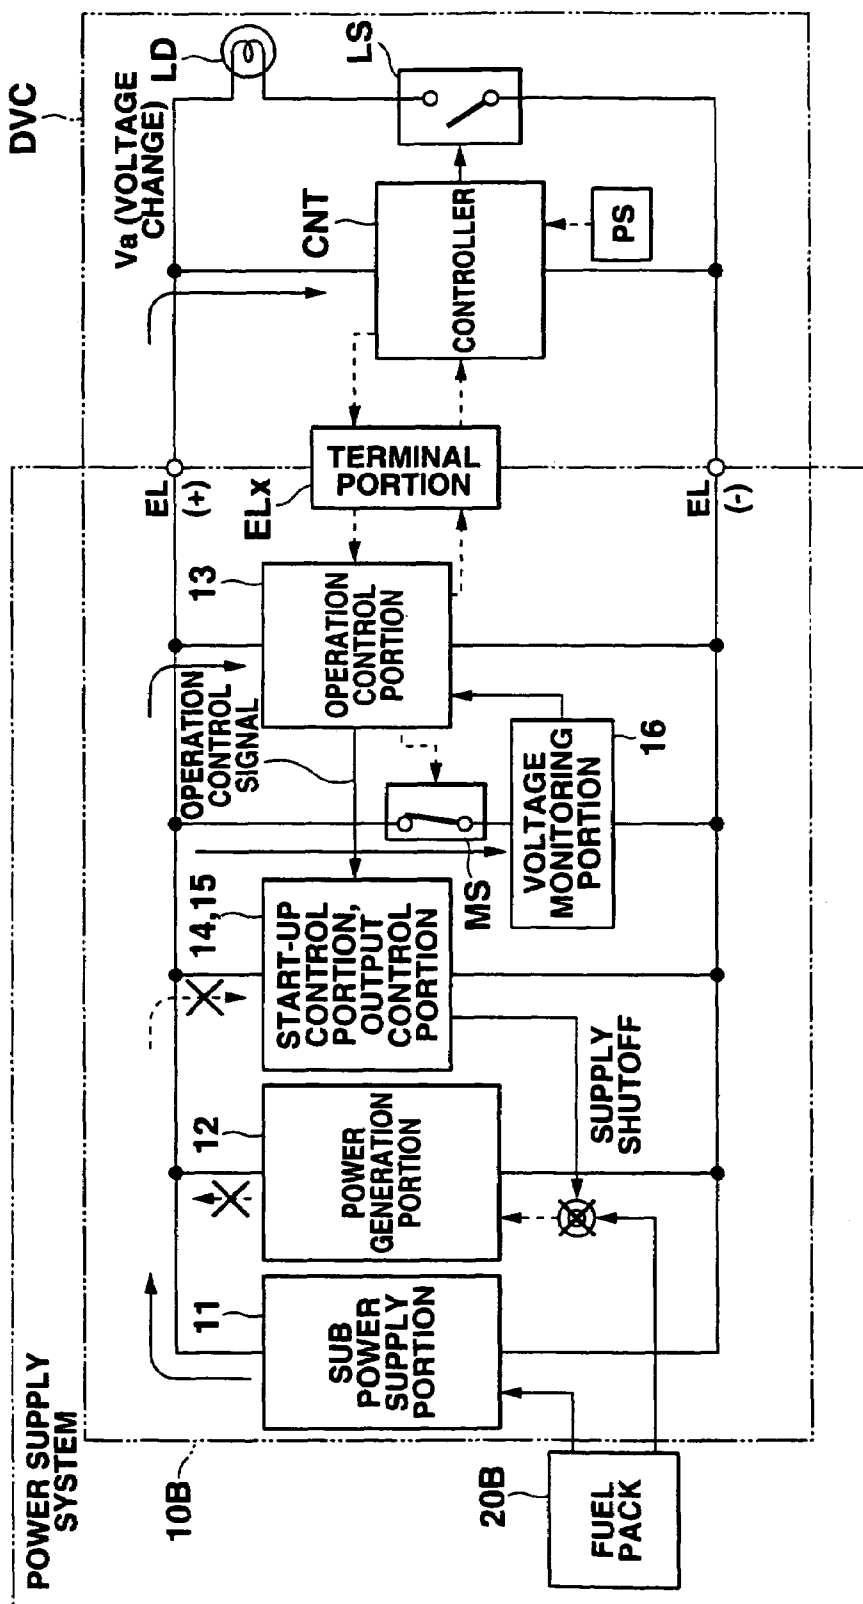 POWER SUPPLY
SYSTEM
DVC
10B
11
SUB
POWER
SUPPLY
PORTION
12
POWER
GENERATION
PORTION
14,15
START-UP
CONTROL
PORTION,
OUTPUT
CONTROL
PORTION
OPERATION
CONTROL
SIGNAL
13
OPERATION
CONTROL
PORTION
EL
(+)
ELx
TERMINAL
PORTION
Va (VOLTAGE
CHANGE)
LD
LS
CNT
CONTROLLER
PS
EL
(-)
MS
VOLTAGE
MONITORING
PORTION
16
SUPPLY
SHUTOFF
20B
FUEL
PACK